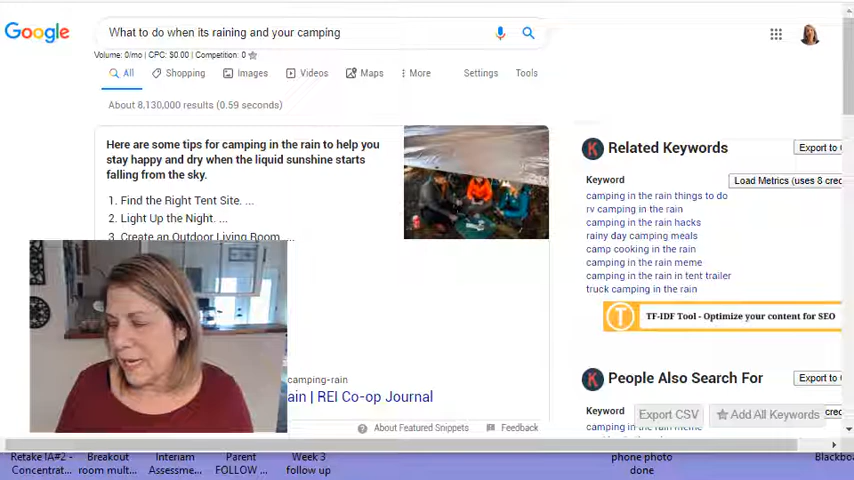 Google
What to do when its raining and your camping
Volume: 0/mo | CPC: $0.00 | Competition: 0
All
Shopping
Images
Videos
Maps
More
Settings
Tools
About 8,130,000 results (0.59 seconds)
Here are some tips for camping in the rain to help you
stay happy and dry when the liquid sunshine starts
falling from the sky.
1. Find the Right Tent Site. ...
2. Light Up the Night. ...
3. Create an Outdoor Living Room. ...
camping-rain
ain | REI Co-op Journal
About Featured Snippets
Feedback
K
Related Keywords
Export to
Keyword
Load Metrics (uses 8 cre
camping in the rain things to do
rv camping in the rain
camping in the rain hacks
rainy day camping meals
camp cooking in the rain
camping in the rain meme
camping in the rain in tent trailer
truck camping in the rain
T
TF-IDF Tool - Optimize your content for SEO
K
People Also Search For
Export to
Keyword
camping in the rain meme
Export CSV
Add All Keywords
Retake IA#2 -
Concentrat...
Breakout
room mult...
Interiam
Assessme...
Parent
FOLLOW ...
Week 3
follow up
phone photo
done
Blackboa